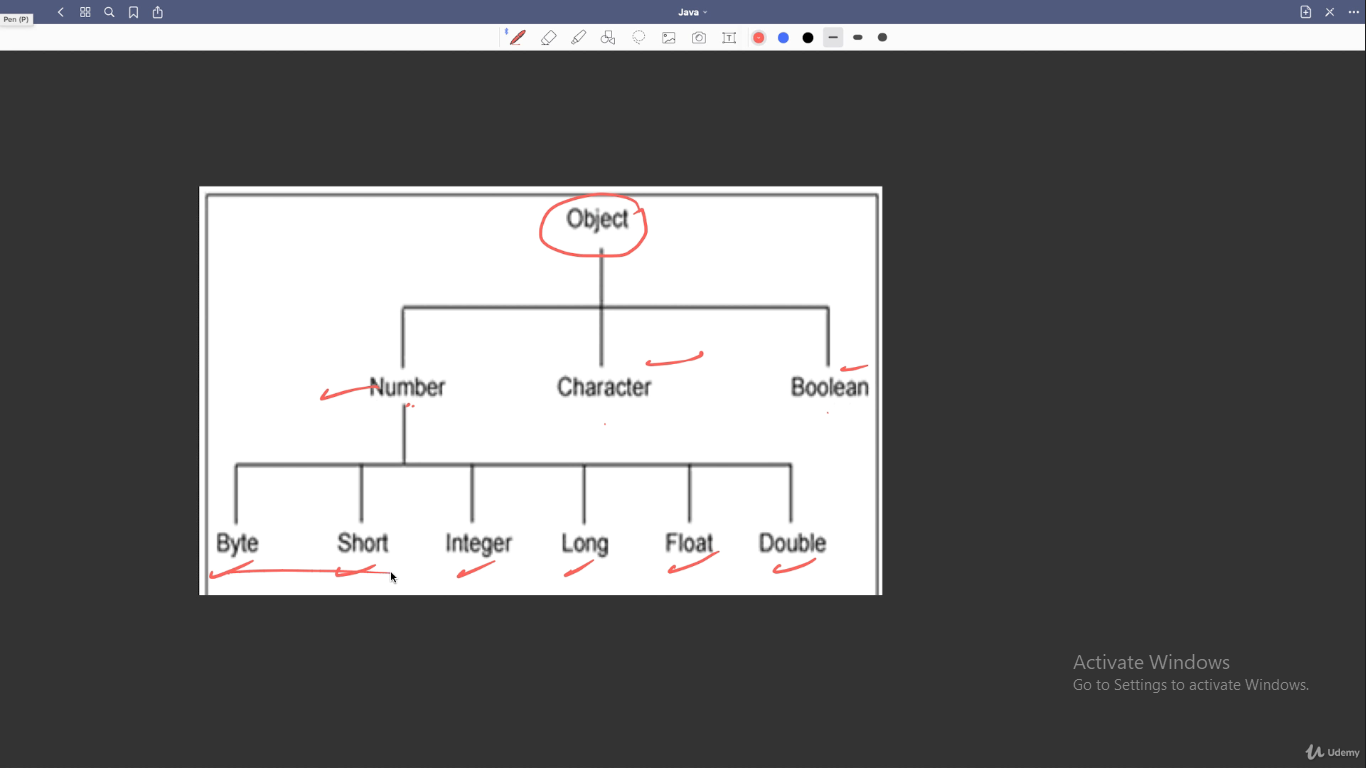 Pen (P)
Java
Object
Number Character Boolean
Byte Short Integer Long Float Double
Activate Windows
Go to Settings to activate Windows.
Udemy